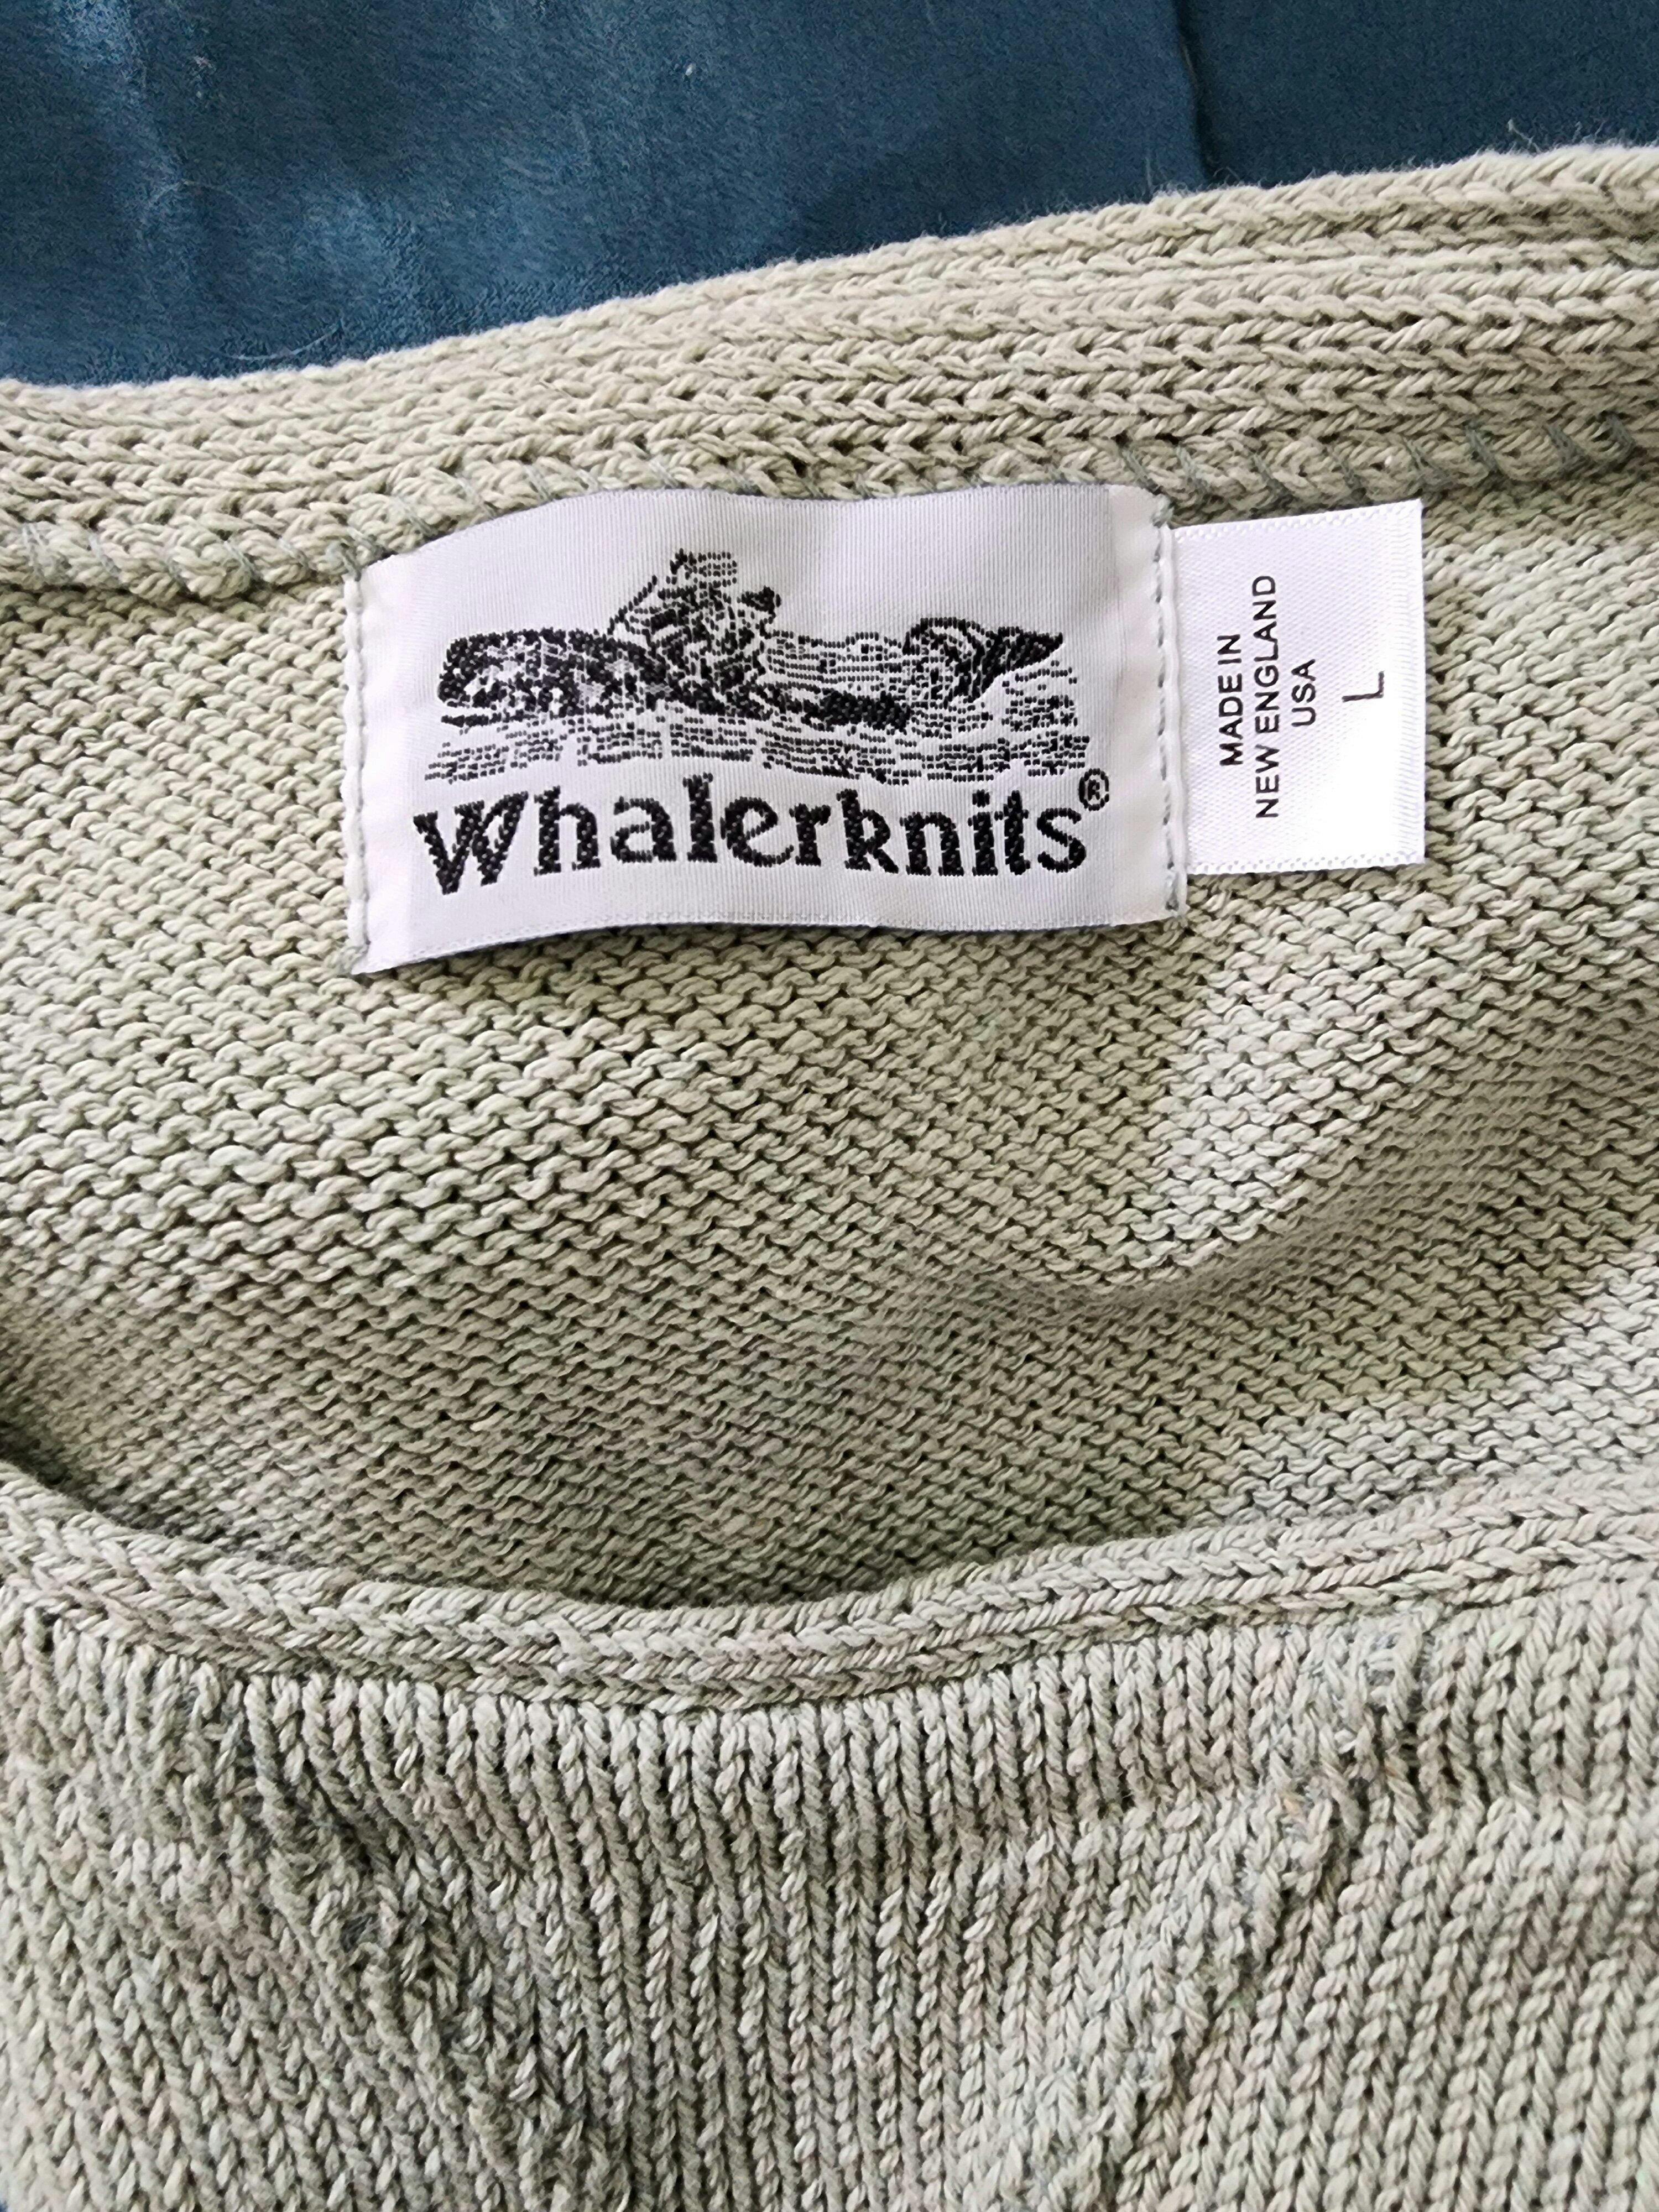 Whalerknits®
MADE IN
NEW ENGLAND
USA
L